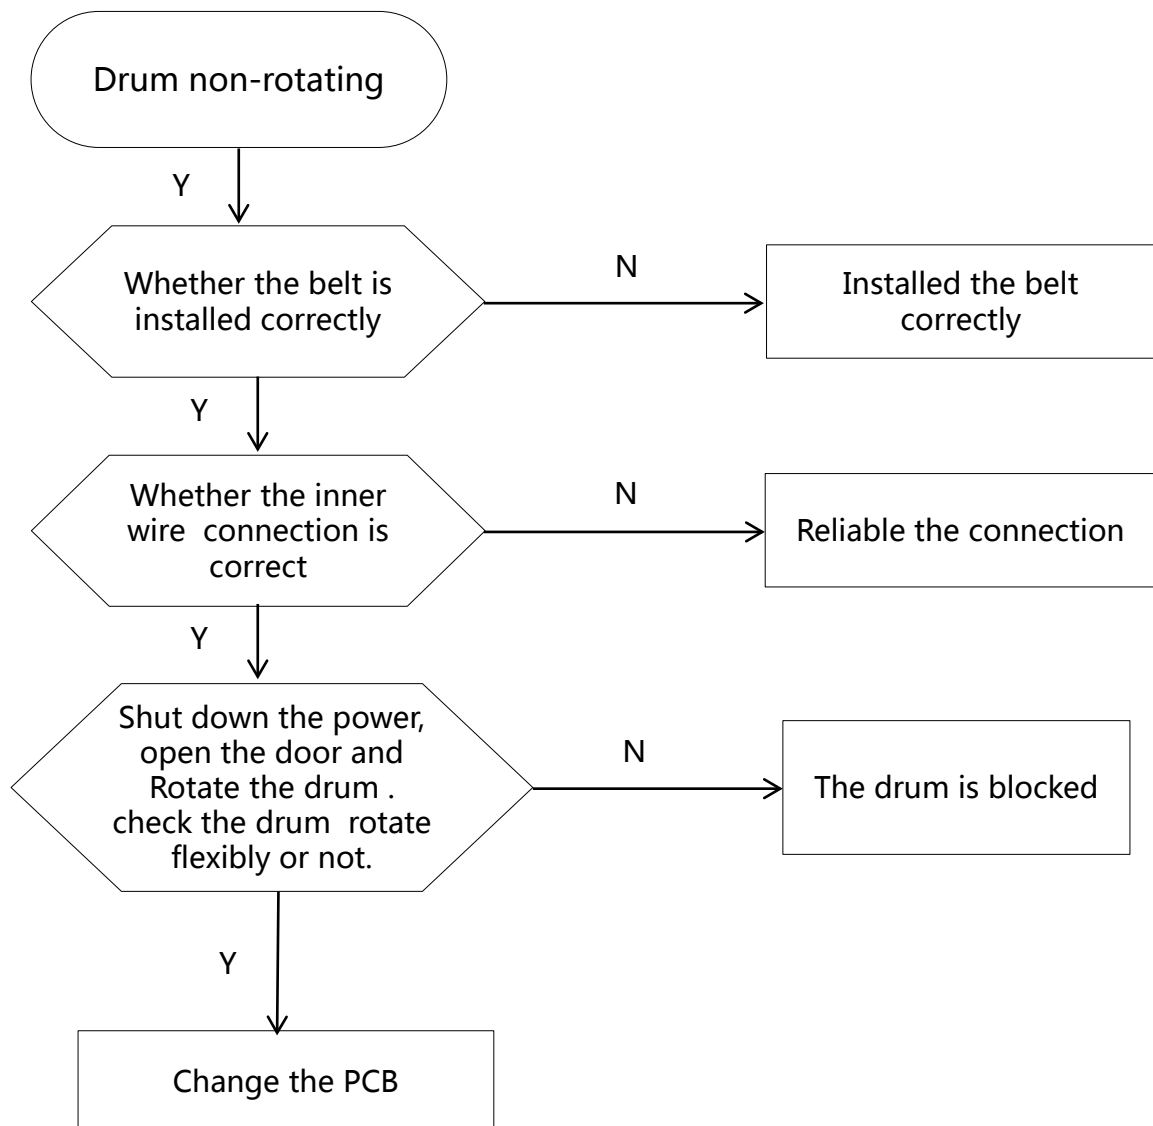 Drum non-rotating
Y
Whether the belt is
installed correctly
N
Installed the belt
correctly
Y
Whether the inner
wire connection is
correct
N
Reliable the connection
Y
Shut down the power,
open the door and
Rotate the drum .
check the drum rotate
flexibly or not.
N
The drum is blocked
Y
Change the PCB